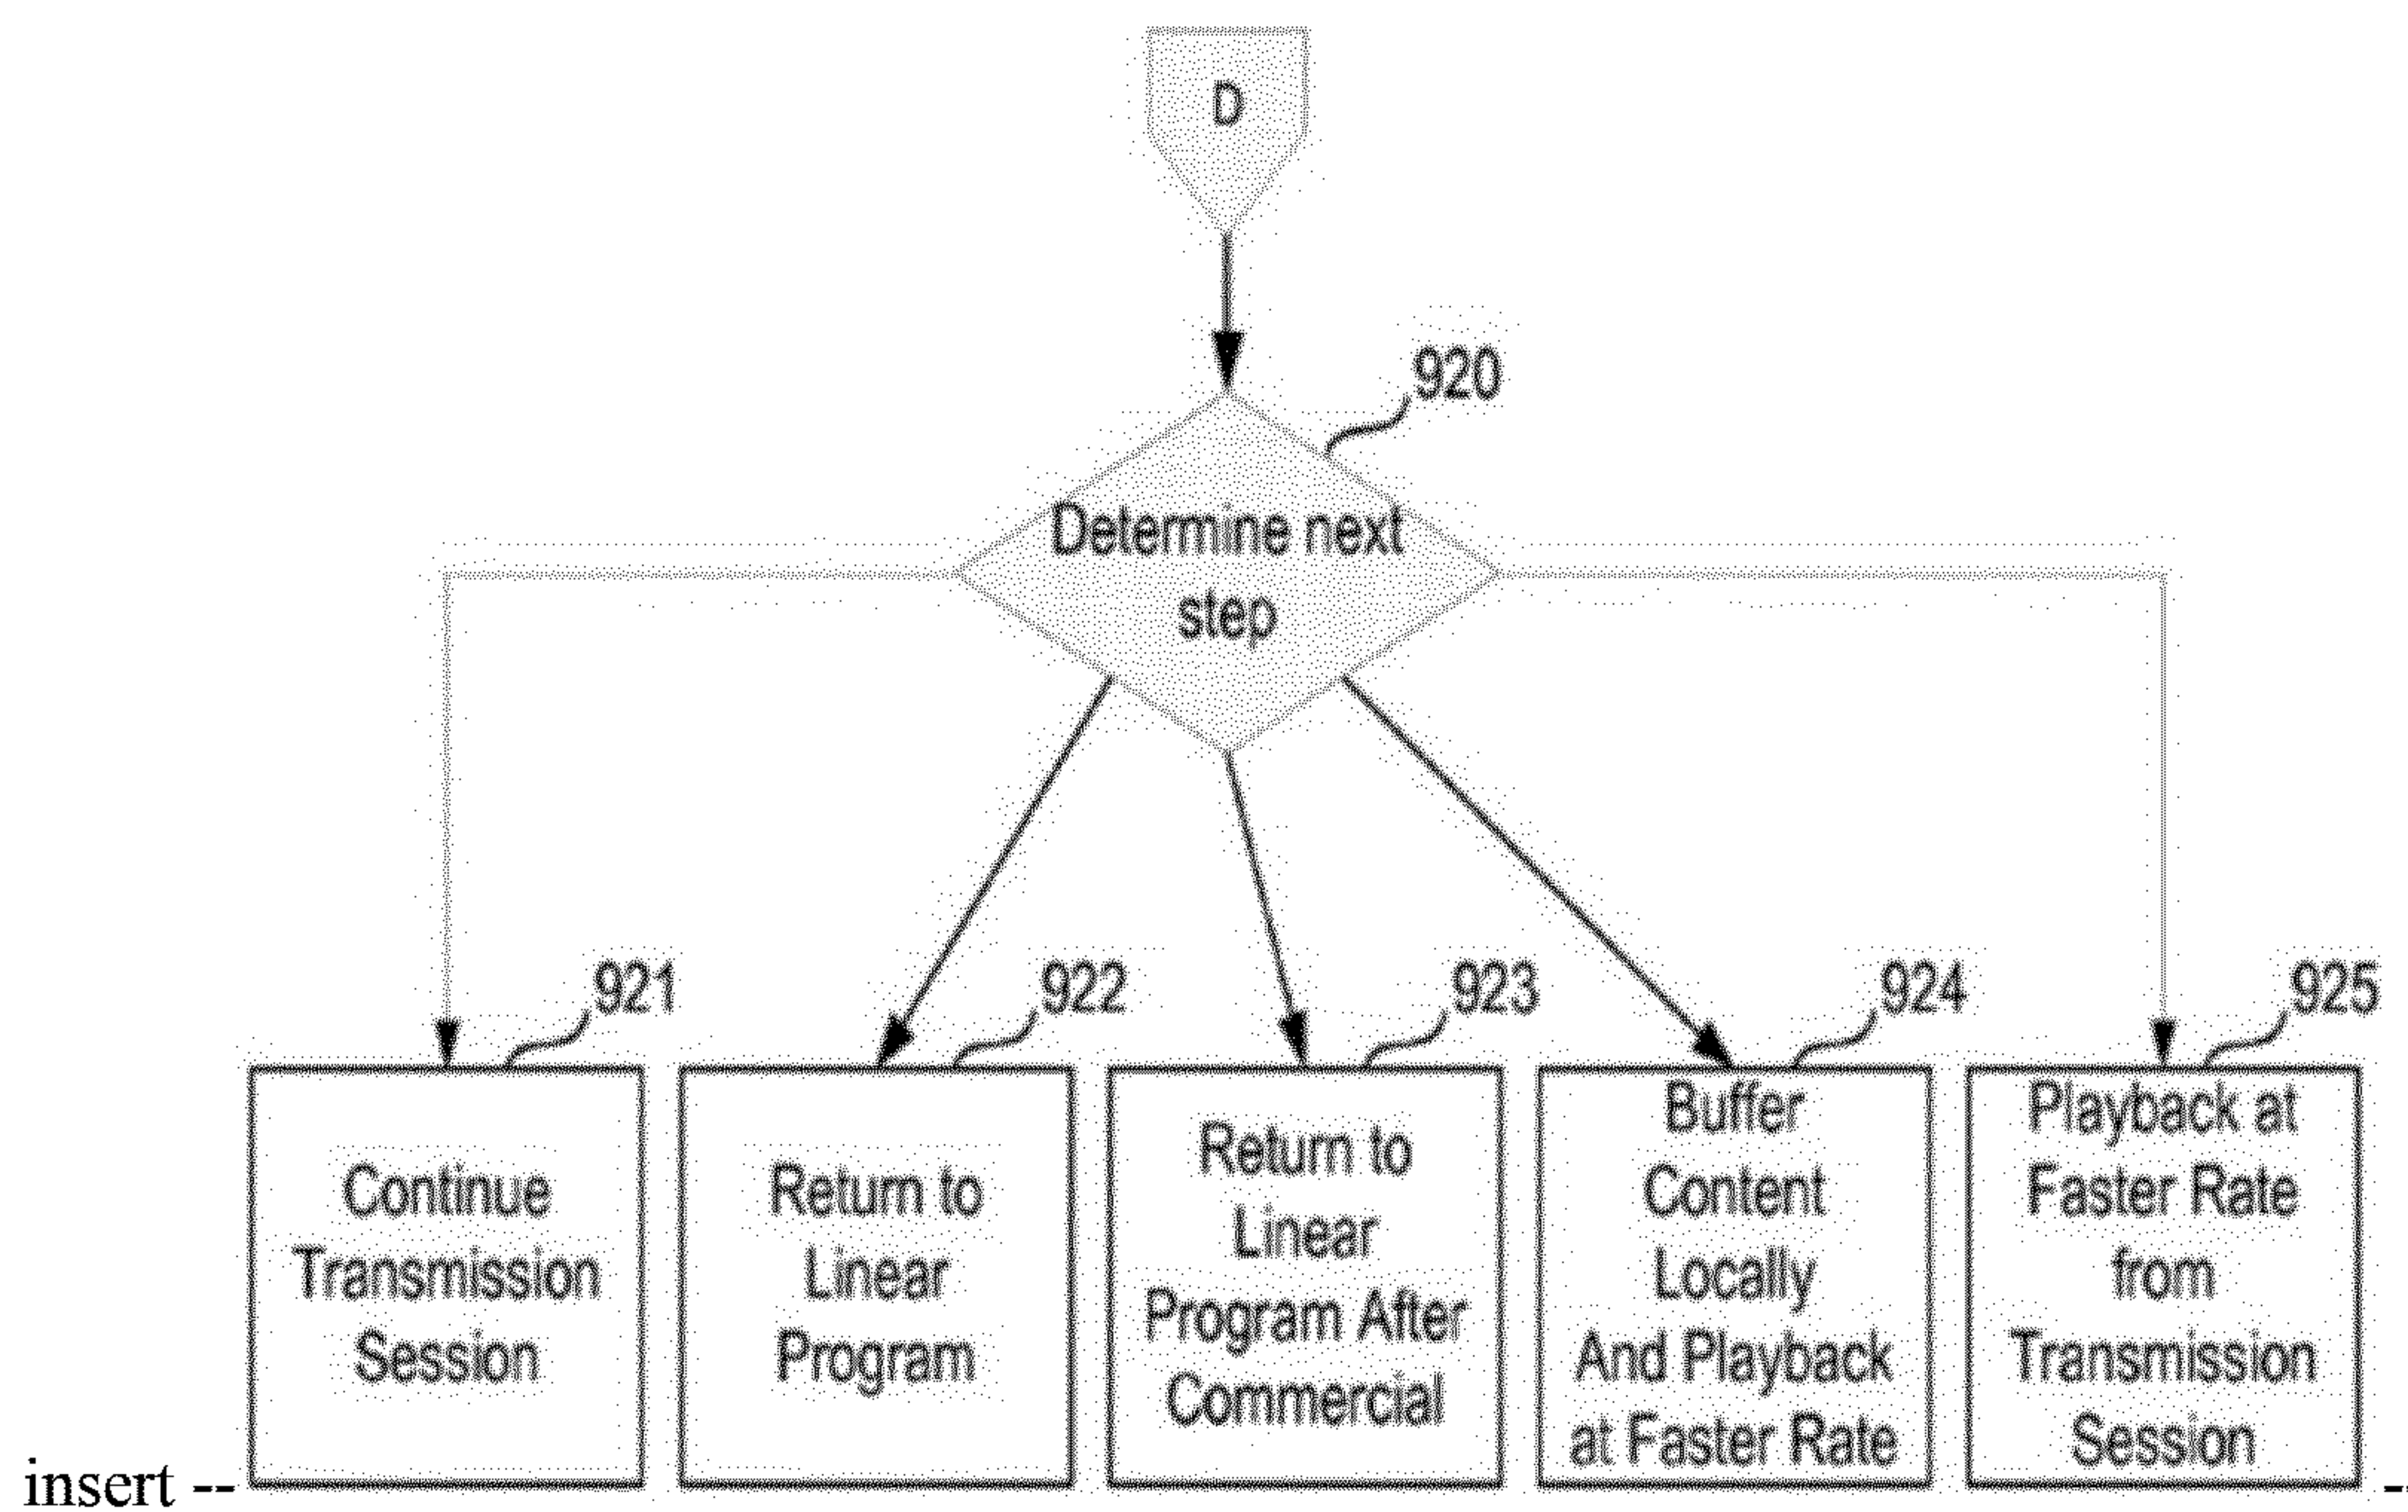 D
920
Determine next
step
921
922
923
924
925
Continue
Transmission
Session
Return to
Linear
Program
Return to
Linear
Program After
Commercial
Buffer
Content
Locally
And Playback
at Faster Rate
Playback at
Faster Rate
from
Transmission
Session
insert --
-